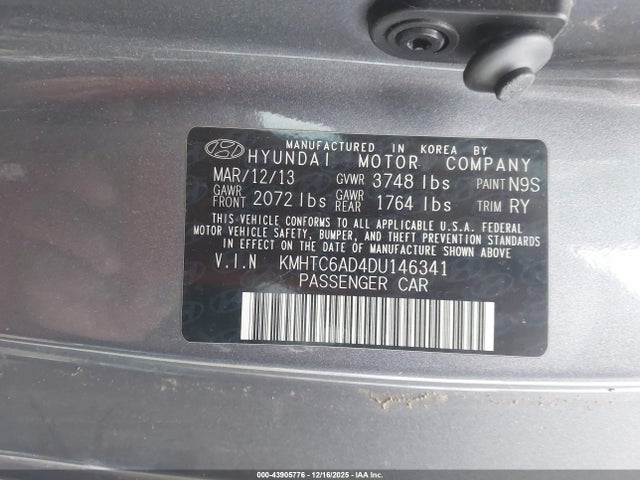 MANUFACTURED IN KOREA BY
HYUNDAI MOTOR COMPANY
MAR/12/13 GVWR 3748 lbs PAINT N9S
GAWR FRONT 2072 lbs GAWR REAR 1764 lbs TRIM RY
THIS VEHICLE CONFORMS TO ALL APPLICABLE U.S.A. FEDERAL
MOTOR VEHICLE SAFETY, BUMPER, AND THEFT PREVENTION STANDARDS
IN EFFECT ON THE DATE OF MANUFACTURE SHOWN ABOVE
V.I.N KMHTC6AD4DU146341
PASSENGER CAR
000-43905776 - 12/16/2025 - IAAI. Copyright